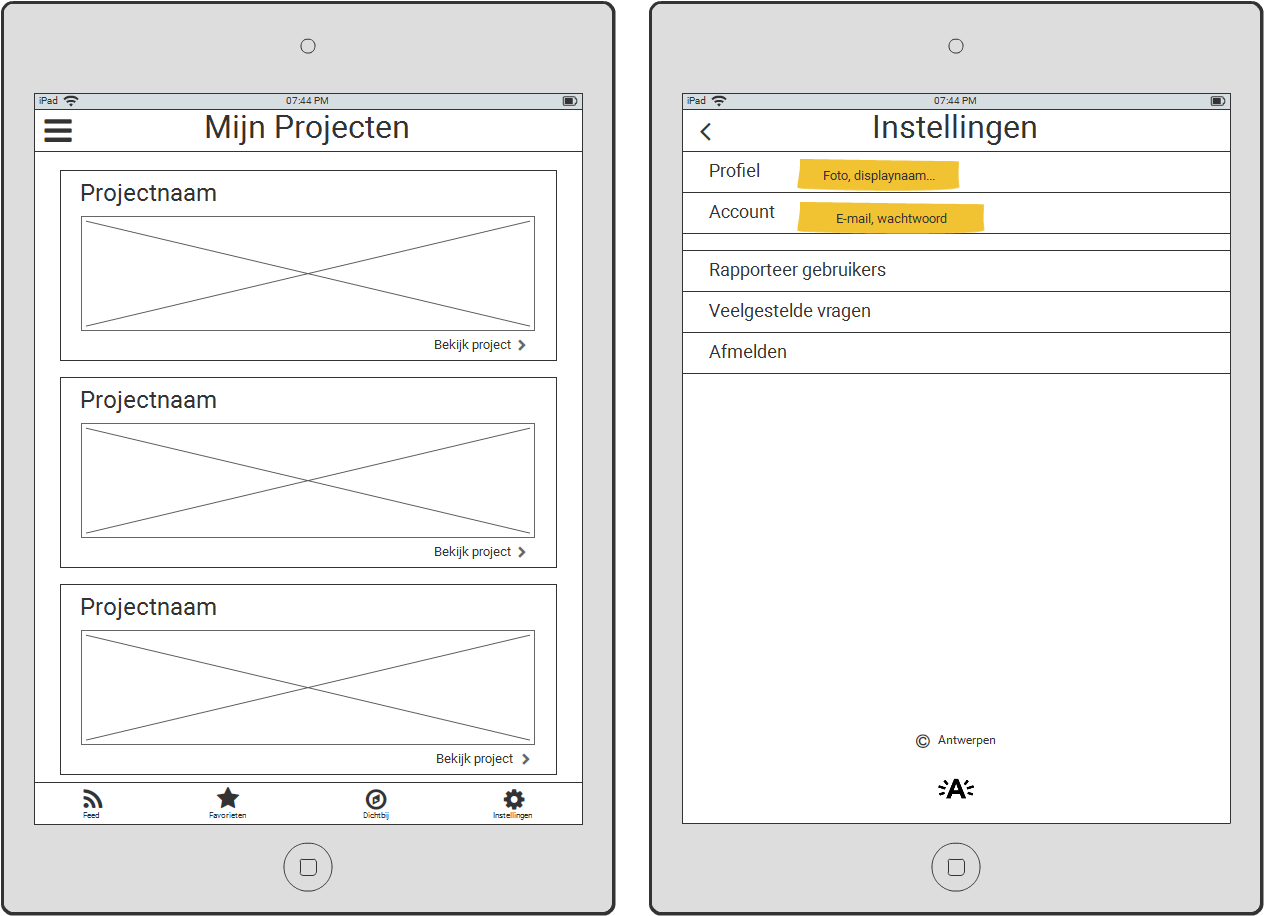 iPad 07:44 PM
Mijn Projecten
Projectnaam
Bekijk project
Projectnaam
Bekijk project
Projectnaam
Bekijk project
Feed Favorieten Dichtbij Instellingen
iPad 07:44 PM
Instellingen
Profiel Foto, displaynaam...
Account E-mail, wachtwoord
Rapporteer gebruikers
Veelgestelde vragen
Afmelden
© Antwerpen
A